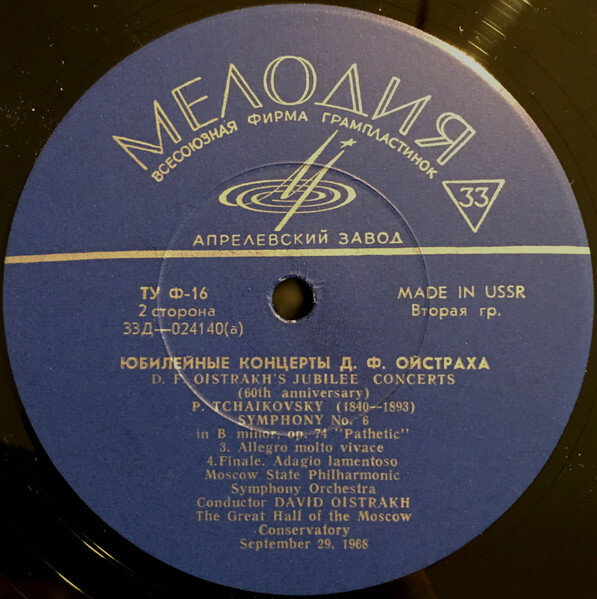 МЕЛОДИЯ
ВСЕСОЮЗНАЯ ФИРМА ГРАМПЛАСТИНОК
33
АПРЕЛЕВСКИЙ ЗАВОД
ТУ Ф-16
MADE IN USSR
2 сторона
Вторая гр.
33Д—024140(а)
ЮБИЛЕЙНЫЕ КОНЦЕРТЫ Д. Ф. ОЙСТРАХА
D. F. OISTRAKH'S JUBILEE CONCERTS
(60th anniversary)
P. TCHAIKOVSKY (1840—1893)
SYMPHONY No. 6
in B minor, op. 74 "Pathetic"
3. Allegro molto vivace
4. Finale. Adagio lamentoso
Moscow State Philharmonic
Symphony Orchestra
Conductor DAVID OISTRAKH
The Great Hall of the Moscow
Conservatory
September 29, 1968